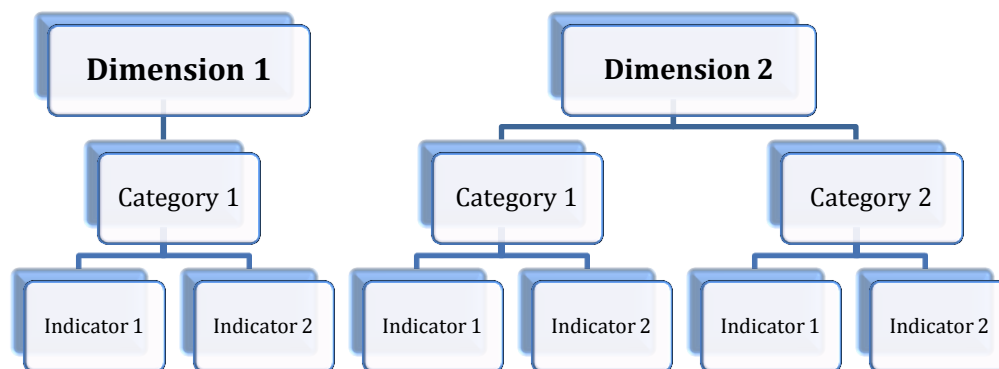 Dimension 1
Dimension 2
Category 1
Category 1
Category 2
Indicator 1
Indicator 2
Indicator 1
Indicator 2
Indicator 1
Indicator 2